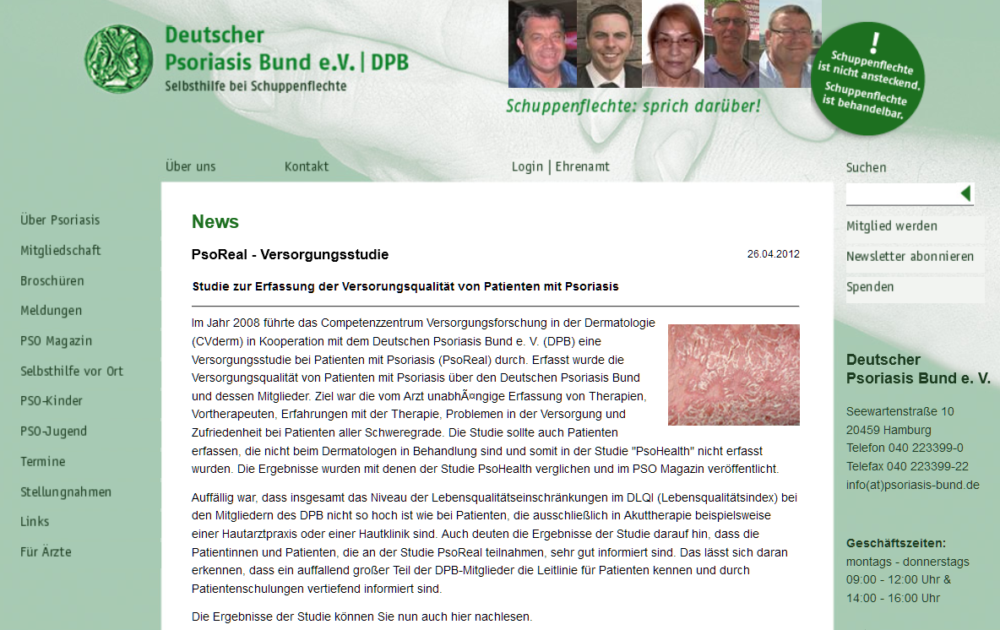 Deutscher
Psoriasis Bund e.V. | DPB
Selbsthilfe bei Schuppenflechte
Schuppenflechte: sprich darüber!
!
Schuppenflechte
ist nicht ansteckend.
Schuppenflechte
ist behandelbar.
Über uns
Kontakt
Login | Ehrenamt
Suchen
Über Psoriasis
Mitgliedschaft
Broschüren
Meldungen
PSO Magazin
Selbsthilfe vor Ort
PSO-Kinder
PSO-Jugend
Termine
Stellungnahmen
Links
Für Ärzte
News
PsoReal - Versorgungsstudie
26.04.2012
Studie zur Erfassung der Versorungsqualität von Patienten mit Psoriasis
Im Jahr 2008 führte das Competenzzentrum Versorgungsforschung in der Dermatologie
(CVderm) in Kooperation mit dem Deutschen Psoriasis Bund e. V. (DPB) eine
Versorgungsstudie bei Patienten mit Psoriasis (PsoReal) durch. Erfasst wurde die
Versorgungsqualität von Patienten mit Psoriasis über den Deutschen Psoriasis Bund
und dessen Mitglieder. Ziel war die vom Arzt unabhÃ¤ngige Erfassung von Therapien,
Vortherapeuten, Erfahrungen mit der Therapie, Problemen in der Versorgung und
Zufriedenheit bei Patienten aller Schweregrade. Die Studie sollte auch Patienten
erfassen, die nicht beim Dermatologen in Behandlung sind und somit in der Studie "PsoHealth" nicht erfasst
wurden. Die Ergebnisse wurden mit denen der Studie PsoHealth verglichen und im PSO Magazin veröffentlicht.
Auffällig war, dass insgesamt das Niveau der Lebensqualitätseinschränkungen im DLQI (Lebensqualitätsindex) bei
den Mitgliedern des DPB nicht so hoch ist wie bei Patienten, die ausschließlich in Akuttherapie beispielsweise
einer Hautarztpraxis oder einer Hautklinik sind. Auch deuten die Ergebnisse der Studie darauf hin, dass die
Patientinnen und Patienten, die an der Studie PsoReal teilnahmen, sehr gut informiert sind. Das lässt sich daran
erkennen, dass ein auffallend großer Teil der DPB-Mitglieder die Leitlinie für Patienten kennen und durch
Patientenschulungen vertiefend informiert sind.
Die Ergebnisse der Studie können Sie nun auch hier nachlesen.
Mitglied werden
Newsletter abonnieren
Spenden
Deutscher
Psoriasis Bund e. V.
Seewartenstraße 10
20459 Hamburg
Telefon 040 223399-0
Telefax 040 223399-22
info(at)psoriasis-bund.de
Geschäftszeiten:
montags - donnerstags
09:00 - 12:00 Uhr &
14:00 - 16:00 Uhr